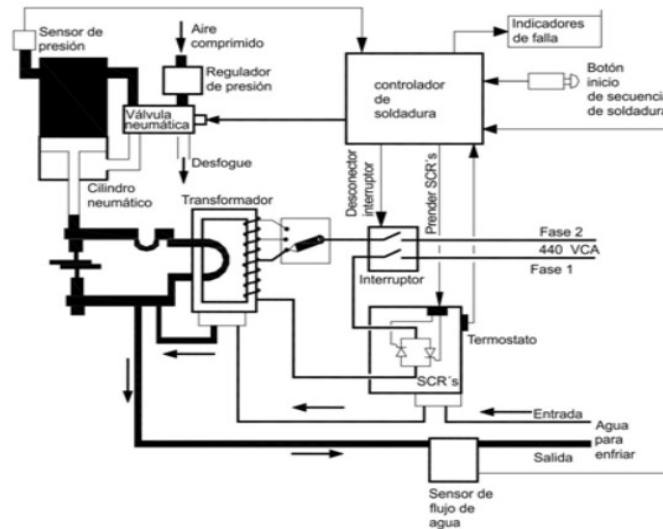 Sensor de
presión
Aire
comprimido
Regulador
de presión
Válvula
neumática
Desfogue
Cilindro
neumático
Transformador
controlador
de
soldadura
Indicadores
de falla
Botón
inicio
de secuencia
de soldadura
Desconector
interruptor
Prender SCR´s
Fase 2
440 VCA
Fase 1
Interruptor
Termostato
SCR´s
Entrada
Agua
para
enfriar
Salida
Sensor de
flujo de
agua